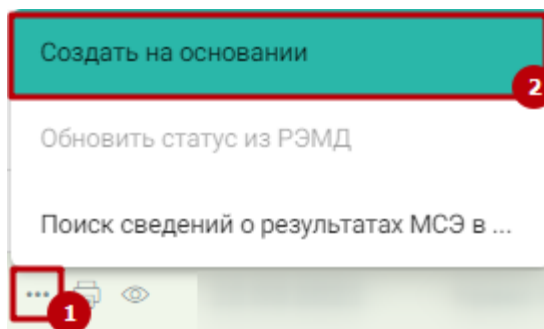 Создать на основании
2
Обновить статус из РЭМД
Поиск сведений о результатах МСЭ в ...
...
1